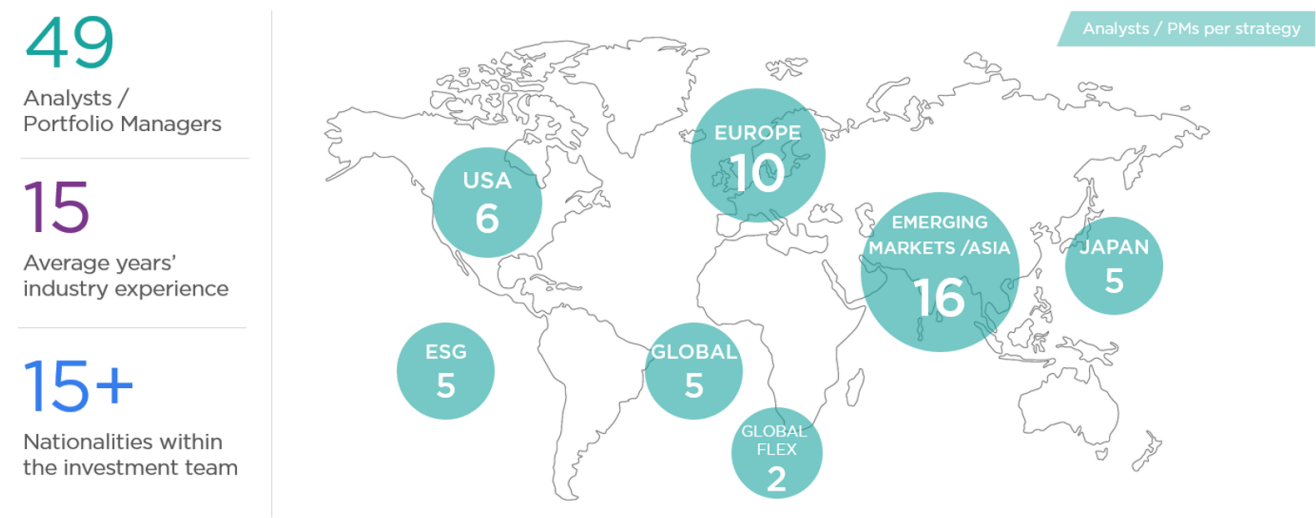 49
Analysts /
Portfolio Managers
15
Average years’
industry experience
15+
Nationalities within
the investment team
Analysts / PMs per strategy
EUROPE
10
USA
6
EMERGING
MARKETS /ASIA
16
JAPAN
5
ESG
5
GLOBAL
5
GLOBAL
FLEX
2